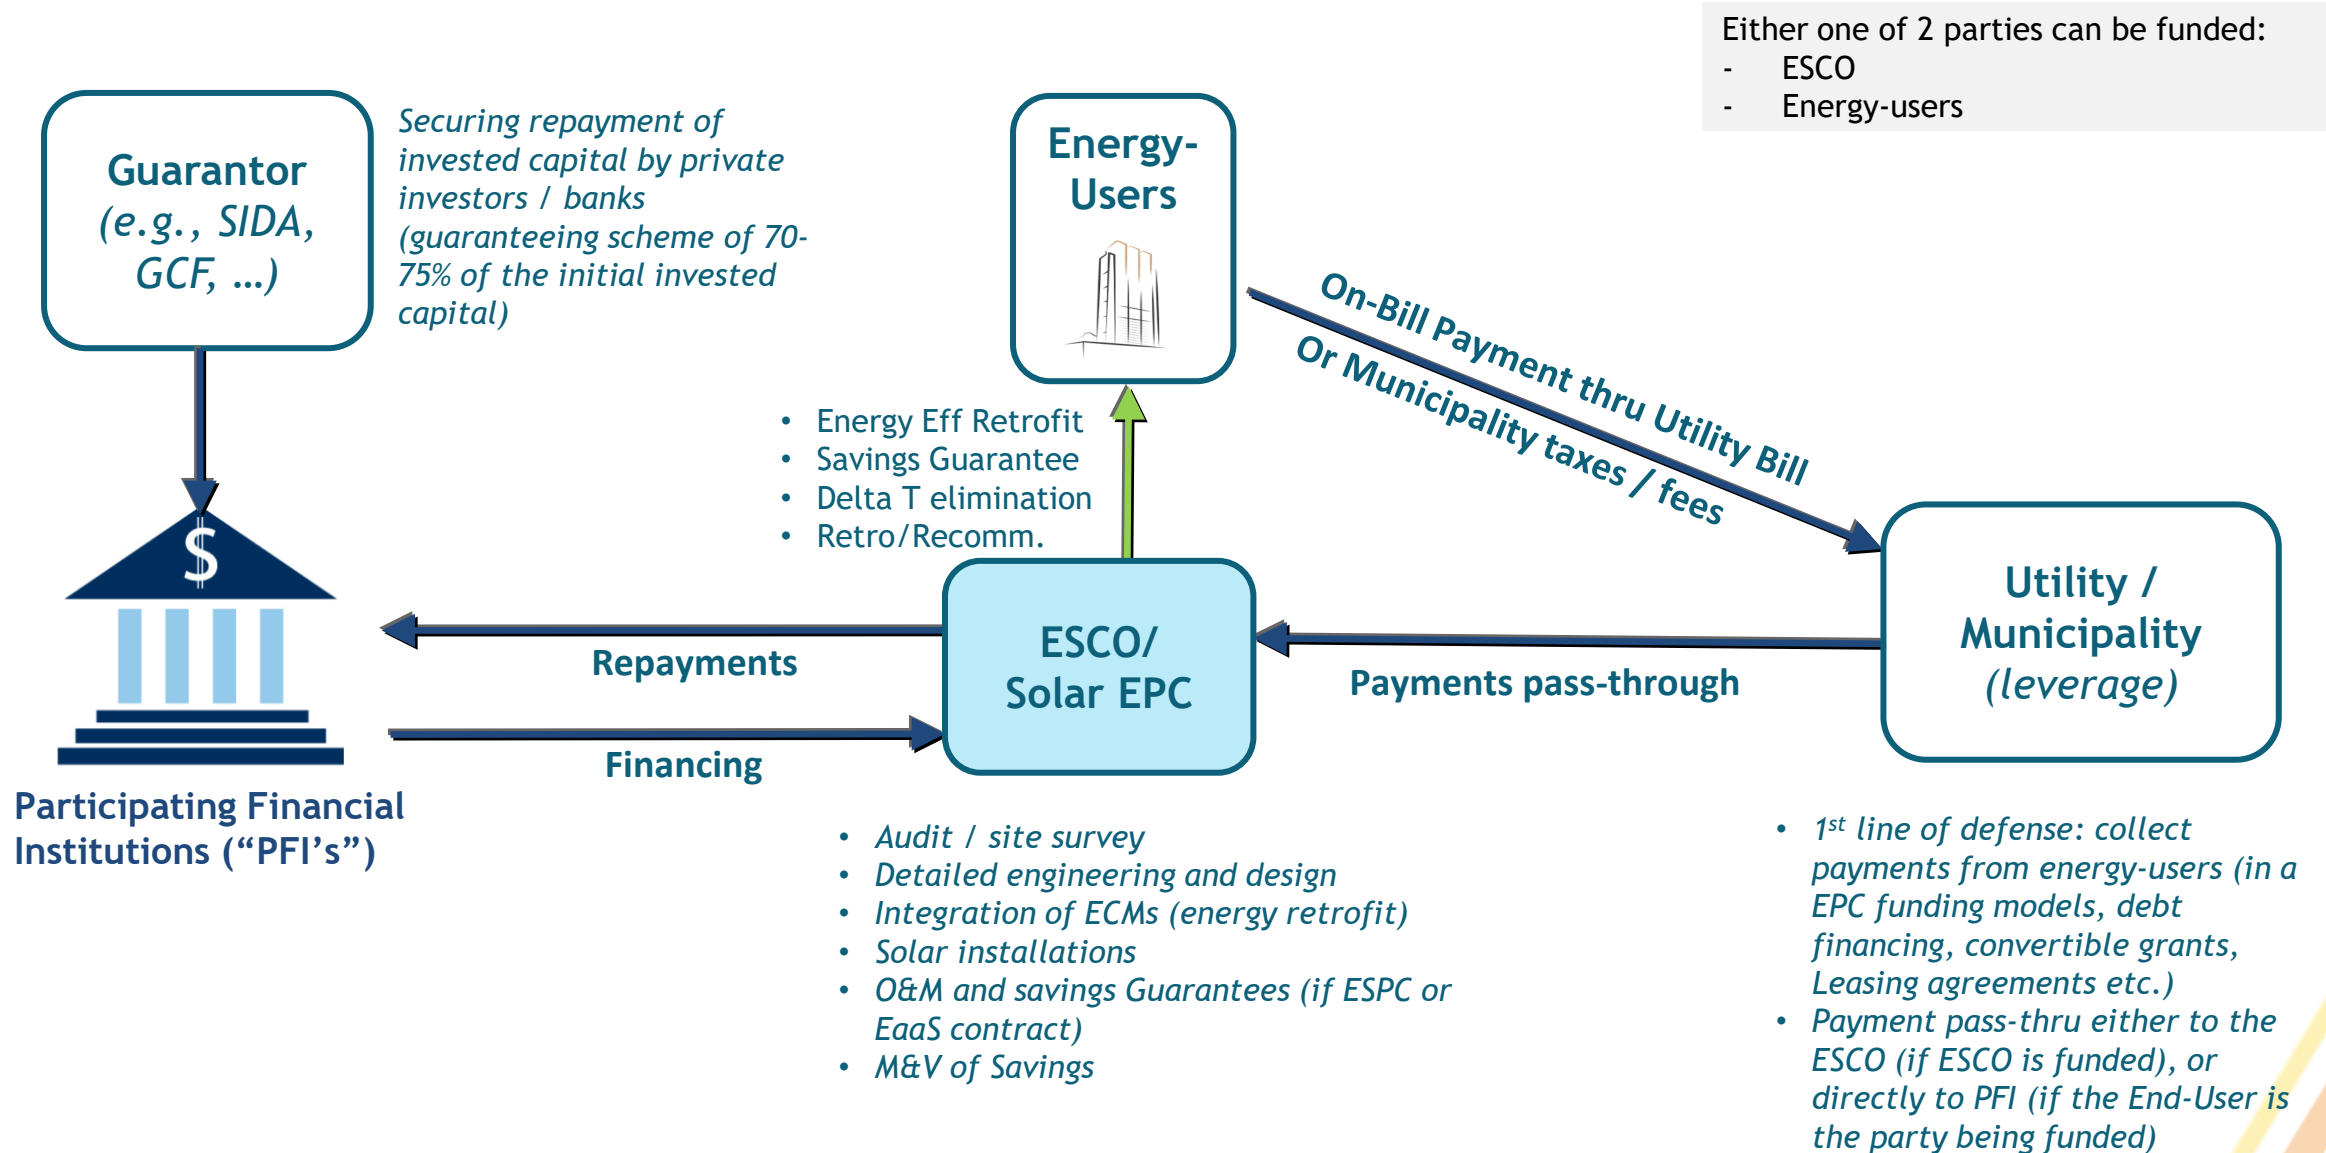 Either one of 2 parties can be funded:
- ESCO
- Energy-users
Guarantor
(e.g., SIDA,
GCF, …)
Securing repayment of
invested capital by private
investors / banks
(guaranteeing scheme of 70-
75% of the initial invested
capital)
Energy-
Users
On-Bill Payment thru Utility Bill
Or Municipality taxes / fees
• Energy Eff Retrofit
• Savings Guarantee
• Delta T elimination
• Retro/Recomm.
$
Repayments
Financing
ESCO/
Solar EPC
Payments pass-through
Utility /
Municipality
(leverage)
Participating Financial
Institutions (“PFI’s”)
• Audit / site survey
• Detailed engineering and design
• Integration of ECMs (energy retrofit)
• Solar installations
• O&M and savings Guarantees (if ESPC or
EaaS contract)
• M&V of Savings
• 1st line of defense: collect
payments from energy-users (in a
EPC funding models, debt
financing, convertible grants,
Leasing agreements etc.)
• Payment pass-thru either to the
ESCO (if ESCO is funded), or
directly to PFI (if the End-User is
the party being funded)